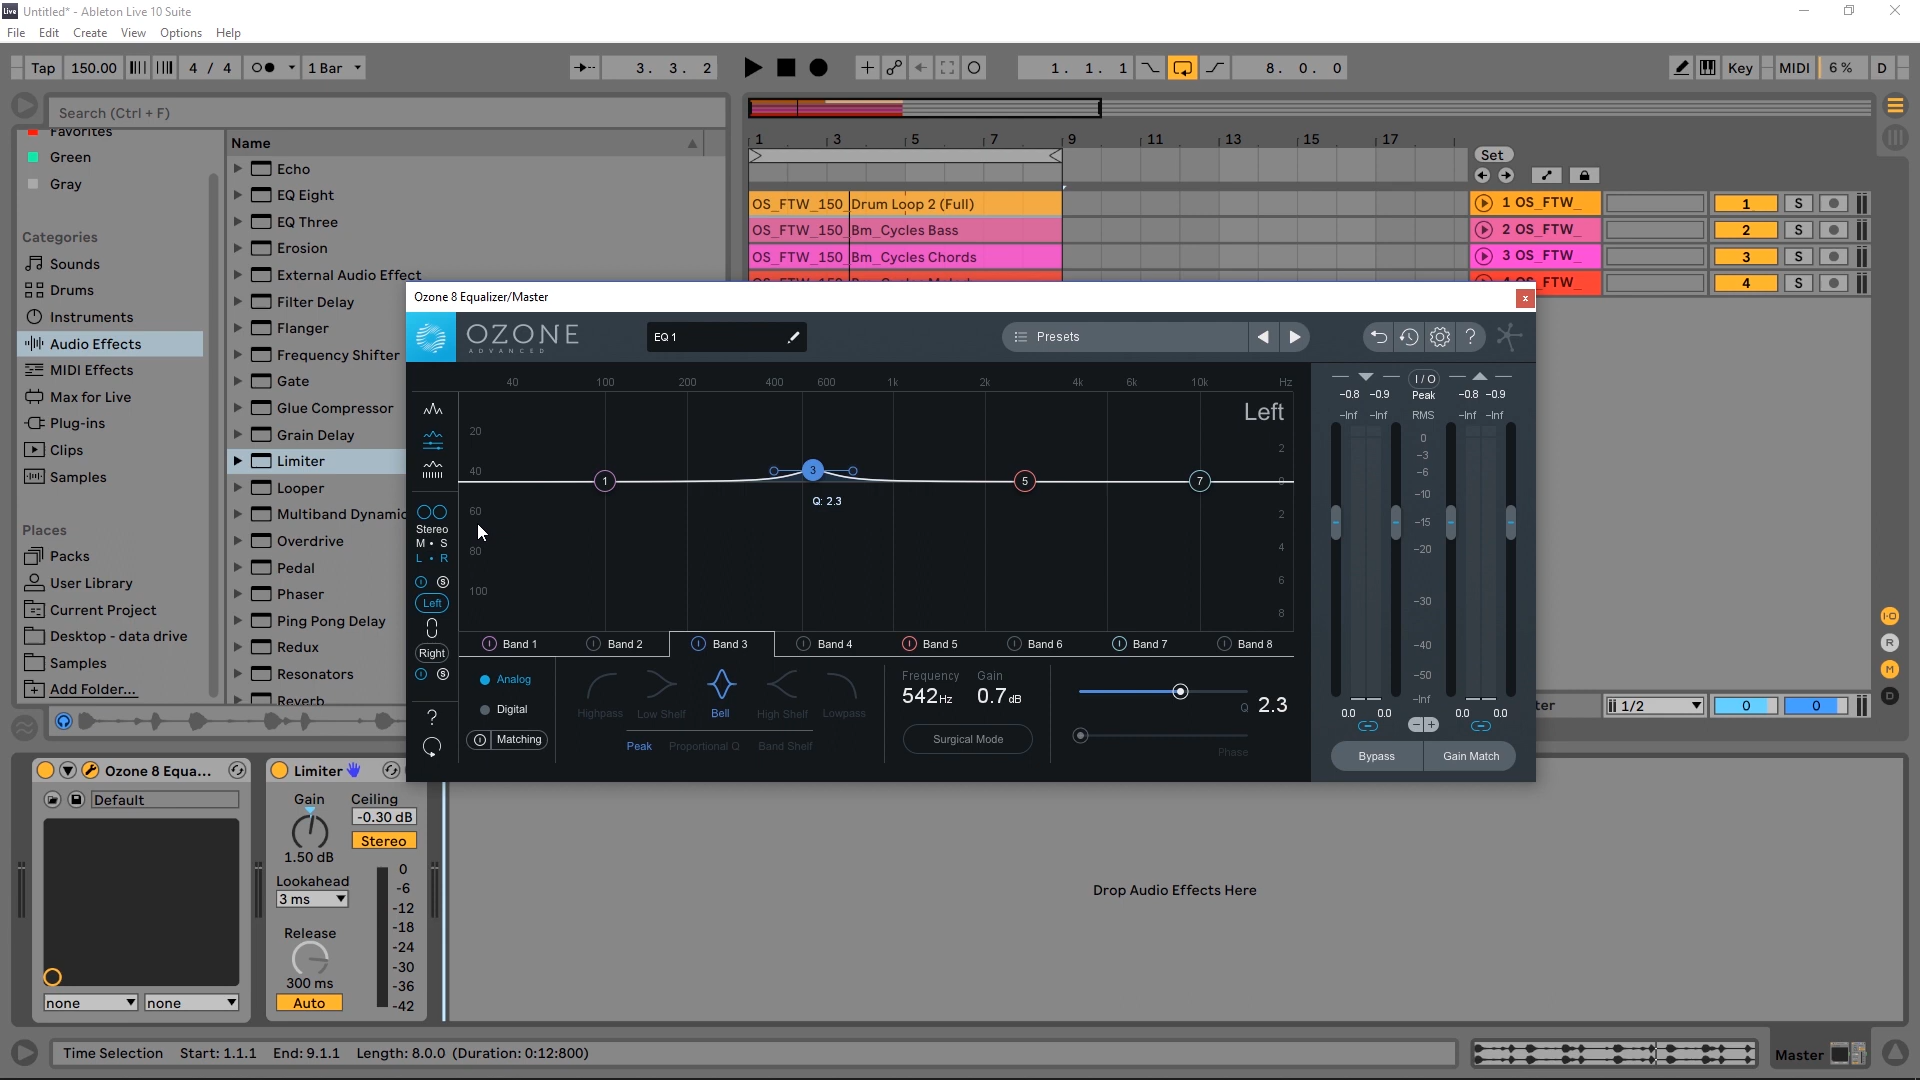 Live Untitled* - Ableton Live 10 Suite
File Edit Create View Options Help
Tap 150.00 4 / 4 1 Bar 3. 3. 2 1. 1. 1 8. 0. 0 Key MIDI 6 % D
Search (Ctrl + F)
Favorites
Green
Gray
Categories
Sounds
Drums
Instruments
Audio Effects
MIDI Effects
Max for Live
Plug-ins
Clips
Samples
Places
Packs
User Library
Current Project
Desktop - data drive
Samples
Add Folder...
Name
Echo
EQ Eight
EQ Three
Erosion
External Audio Effect
Filter Delay
Flanger
Frequency Shifter
Gate
Glue Compressor
Grain Delay
Limiter
Looper
Multiband Dynamic
Overdrive
Pedal
Phaser
Ping Pong Delay
Redux
Resonators
Reverb
1 3 5 7 9 11 13 15 17
Set
OS_FTW_150_Drum Loop 2 (Full)
1 OS_FTW_ 1 S
OS_FTW_150_Bm_Cycles Bass
2 OS_FTW_ 2 S
OS_FTW_150_Bm_Cycles Chords
3 OS_FTW_ 3 S
4 OS_FTW_ 4 S
Ozone 8 Equalizer/Master x
OZONE
ADVANCED
EQ 1
Presets
?
40 100 200 400 600 1k 2k 4k 6k 10k Hz
Left
20
40
60
80
100
2
0
2
4
6
8
1 3 5 7
Q: 2.3
Stereo
M • S
L • R
S
Left
Right
S
?
Band 1 Band 2 Band 3 Band 4 Band 5 Band 6 Band 7 Band 8
Analog
Digital
Matching
Highpass Low Shelf Bell High Shelf Lowpass
Peak Proportional Q Band Shelf
Frequency Gain
542Hz 0.7dB
Surgical Mode
Q 2.3
Phase
I / O
-0.8 -0.9 Peak -0.8 -0.9
-Inf -Inf RMS -Inf -Inf
0
-3
-6
-10
-15
-20
-30
-40
-50
-Inf
0.0 0.0 0.0 0.0
Bypass Gain Match
ter 1/2 0 0
I-O
R
M
D
Ozone 8 Equa...
Default
none none
Limiter
Gain Ceiling
-0.30 dB
Stereo
1.50 dB
Lookahead
3 ms
Release
300 ms
Auto
0
-6
-12
-18
-24
-30
-36
-42
Drop Audio Effects Here
Time Selection Start: 1.1.1 End: 9.1.1 Length: 8.0.0 (Duration: 0:12:800)
Master